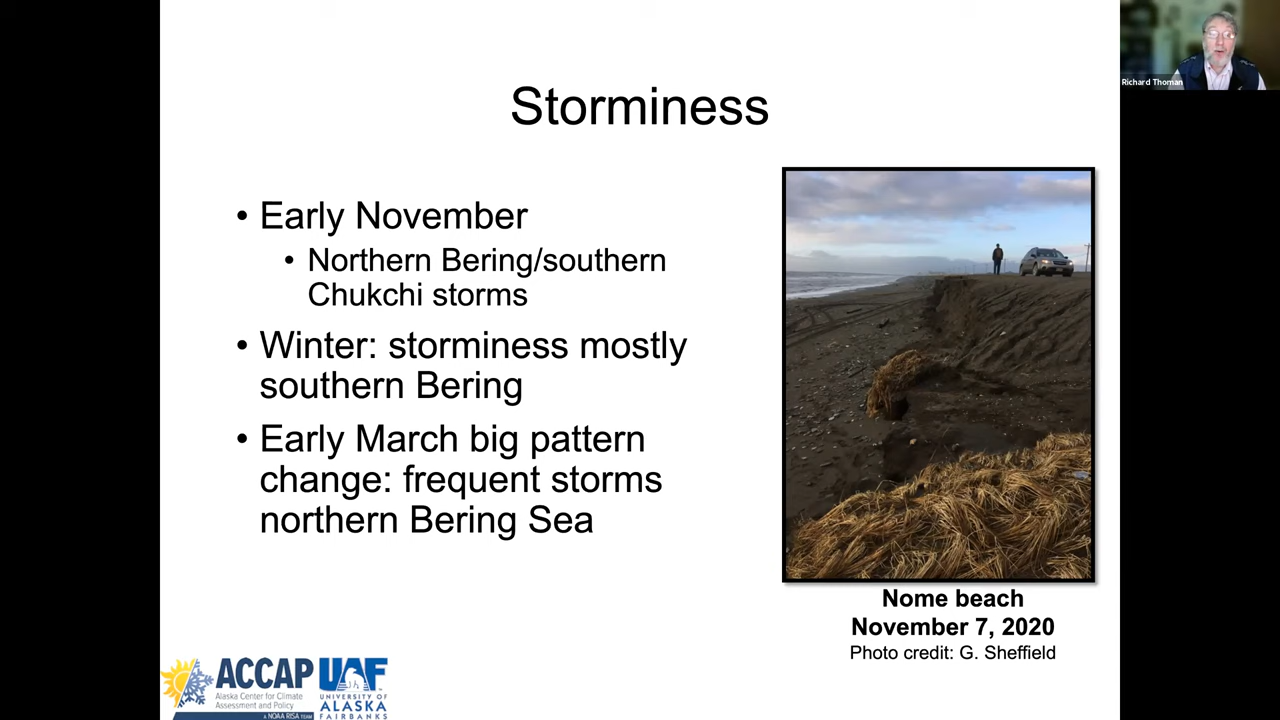 Richard Thoman
Storminess
• Early November
• Northern Bering/southern
Chukchi storms
• Winter: storminess mostly
southern Bering
• Early March big pattern
change: frequent storms
northern Bering Sea
Nome beach
November 7, 2020
Photo credit: G. Sheffield
ACCAP
Alaska Center for Climate
Assessment and Policy
A NOAA RISA TEAM
UAF
UNIVERSITY OF
ALASKA
FAIRBANKS